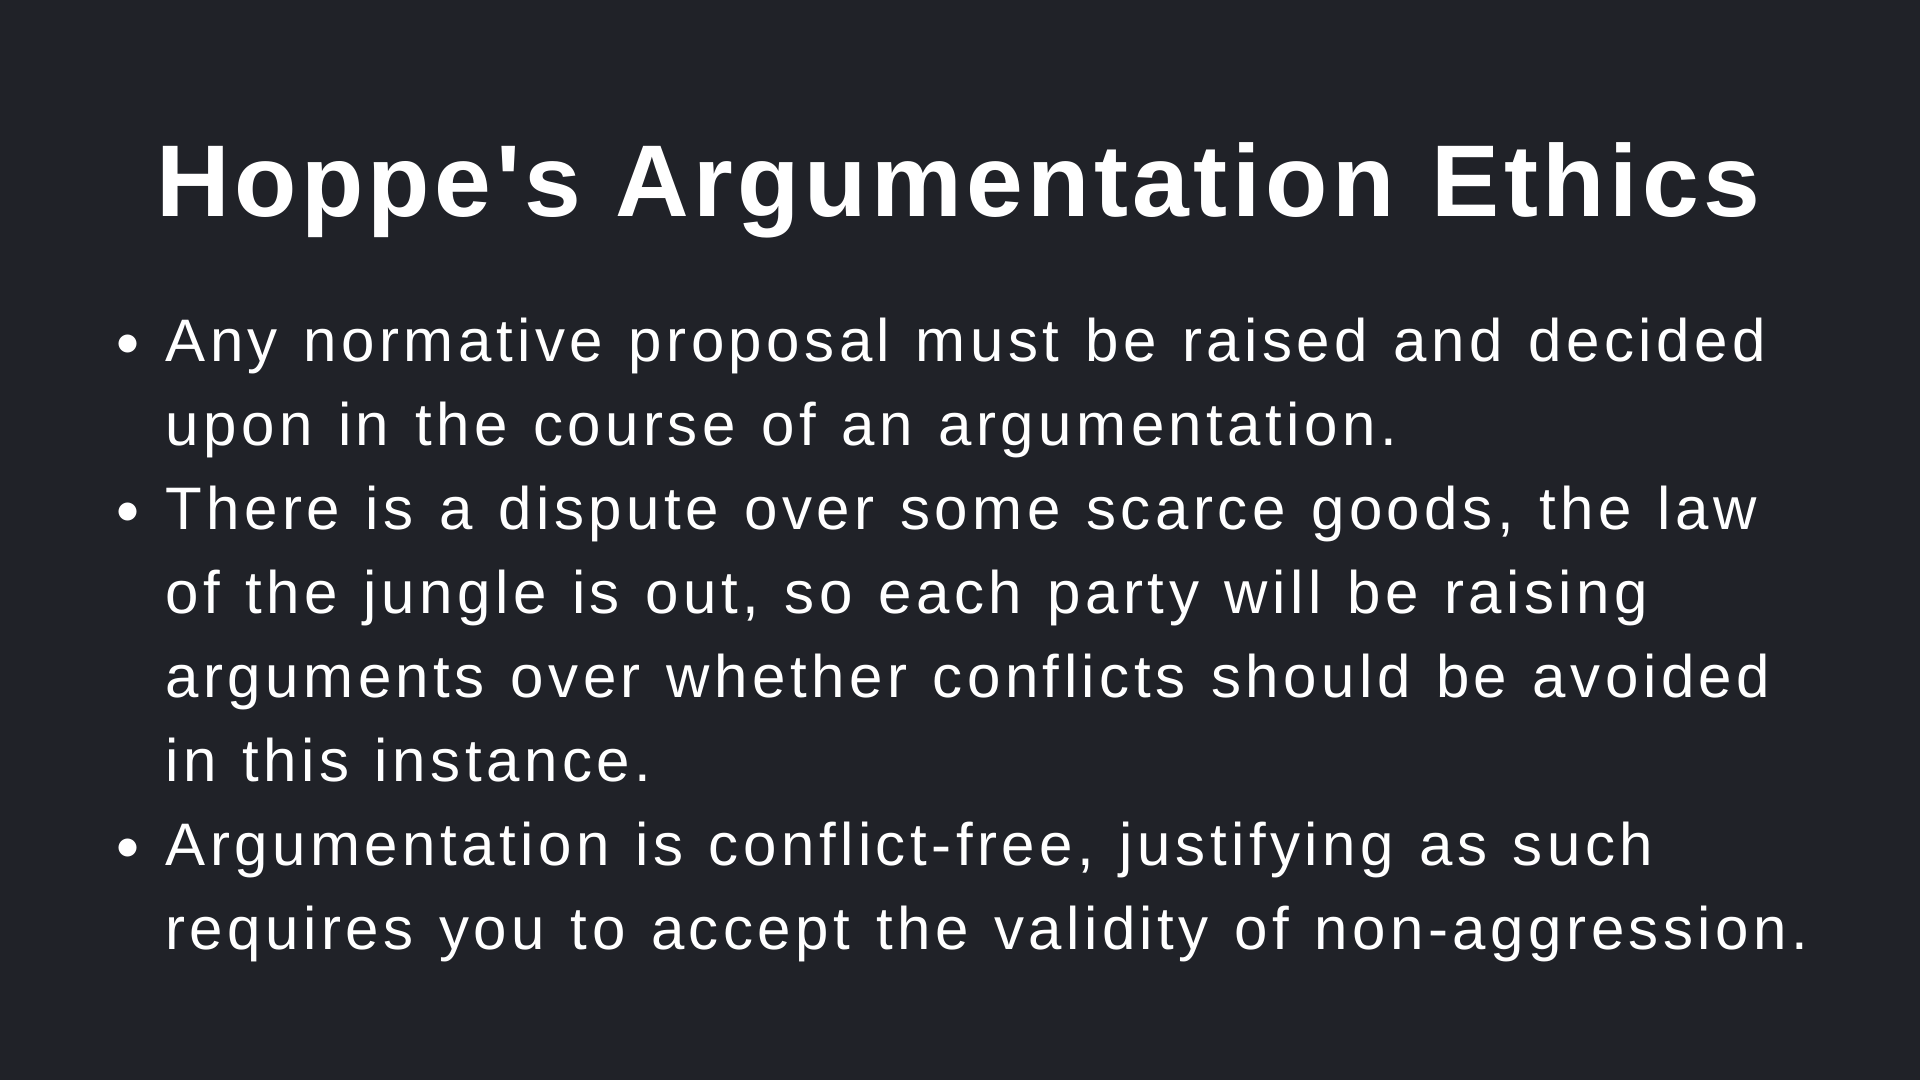 Hoppe's Argumentation Ethics
• Any normative proposal must be raised and decided
upon in the course of an argumentation.
• There is a dispute over some scarce goods, the law
of the jungle is out, so each party will be raising
arguments over whether conflicts should be avoided
in this instance.
• Argumentation is conflict-free, justifying as such
requires you to accept the validity of non-aggression.